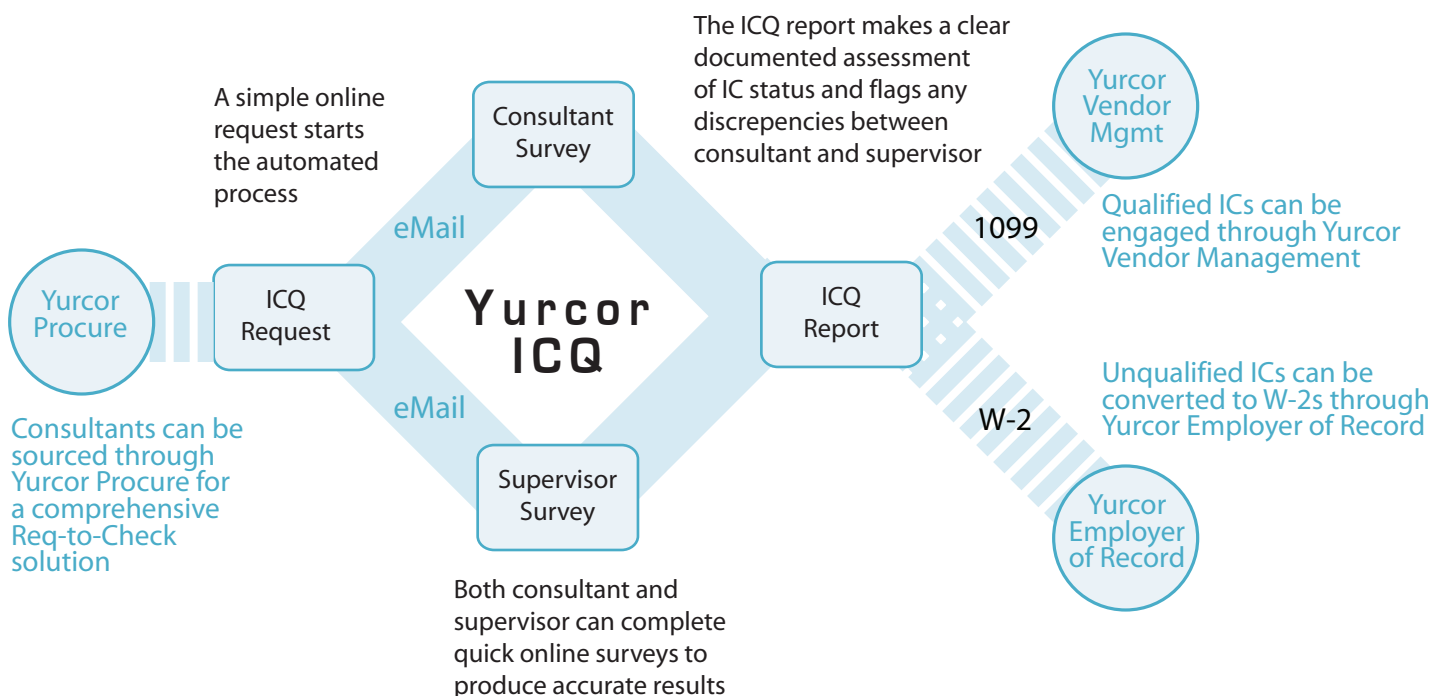 The ICQ report makes a clear
documented assessment
of IC status and flags any
discrepencies between
consultant and supervisor
A simple online
request starts
the automated
process
Consultant
Survey
Yurcor
Vendor
Mgmt
eMail
1099
Qualified ICs can be
engaged through Yurcor
Vendor Management
Yurcor
Procure
ICQ
Request
Yurcor
ICQ
ICQ
Report
Unqualified ICs can be
converted to W-2s through
Yurcor Employer of Record
eMail
W-2
Consultants can be
sourced through
Yurcor Procure for
a comprehensive
Req-to-Check
solution
Supervisor
Survey
Yurcor
Employer
of Record
Both consultant and
supervisor can complete
quick online surveys to
produce accurate results